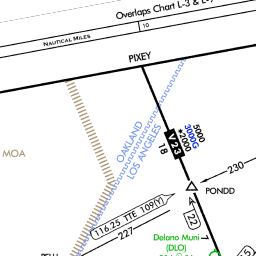 Overlaps Chart L-3 & L-
NAUTICAL MILES
10
PIXEY
OAKLAND
LOS ANGELES
5000
3000G
*2000
V23
18
MOA
230
PONDD
116.25 TTE 109(Y)
227
22
Delano Muni
(DLO)
15